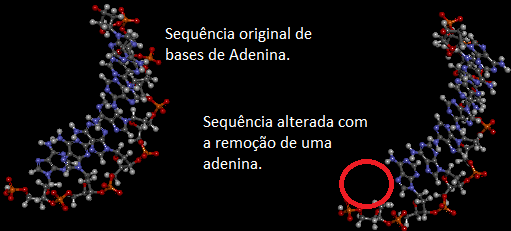 Sequência original de
bases de Adenina.
Sequência alterada com
a remoção de uma
adenina.